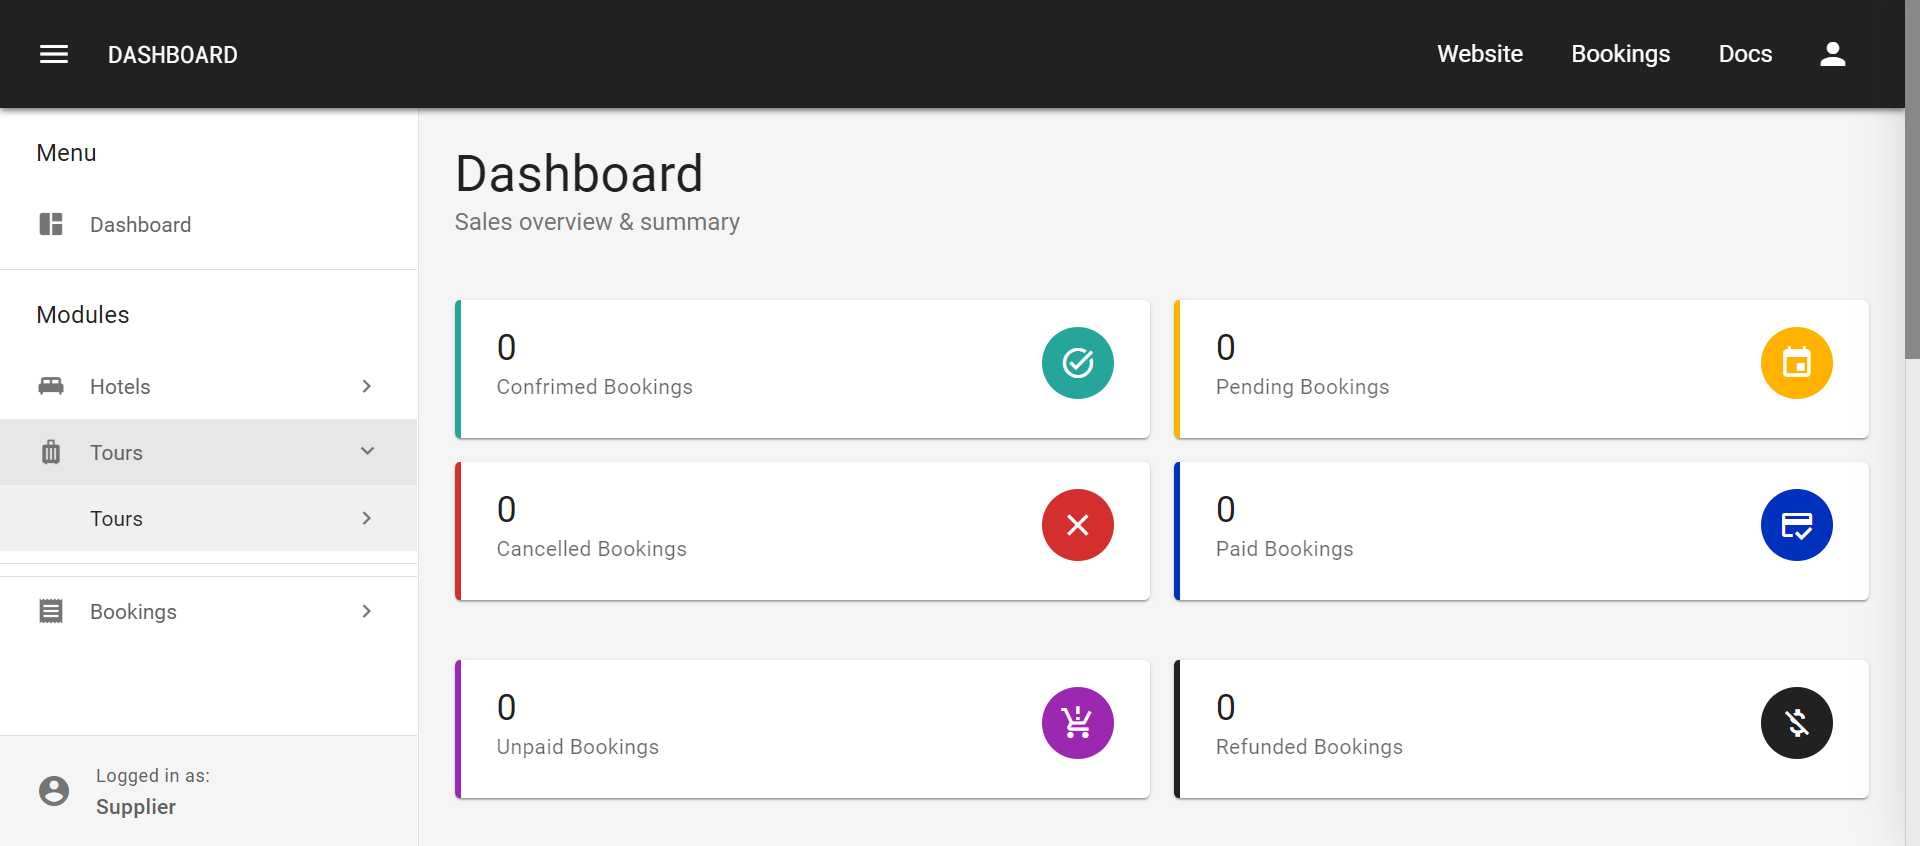 DASHBOARD
Website
Bookings
Docs
Menu
Dashboard
Modules
Hotels
Tours
Tours
Bookings
Logged in as:
Supplier
Dashboard
Sales overview & summary
0
Confrimed Bookings
0
Pending Bookings
0
Cancelled Bookings
0
Paid Bookings
0
Unpaid Bookings
0
Refunded Bookings